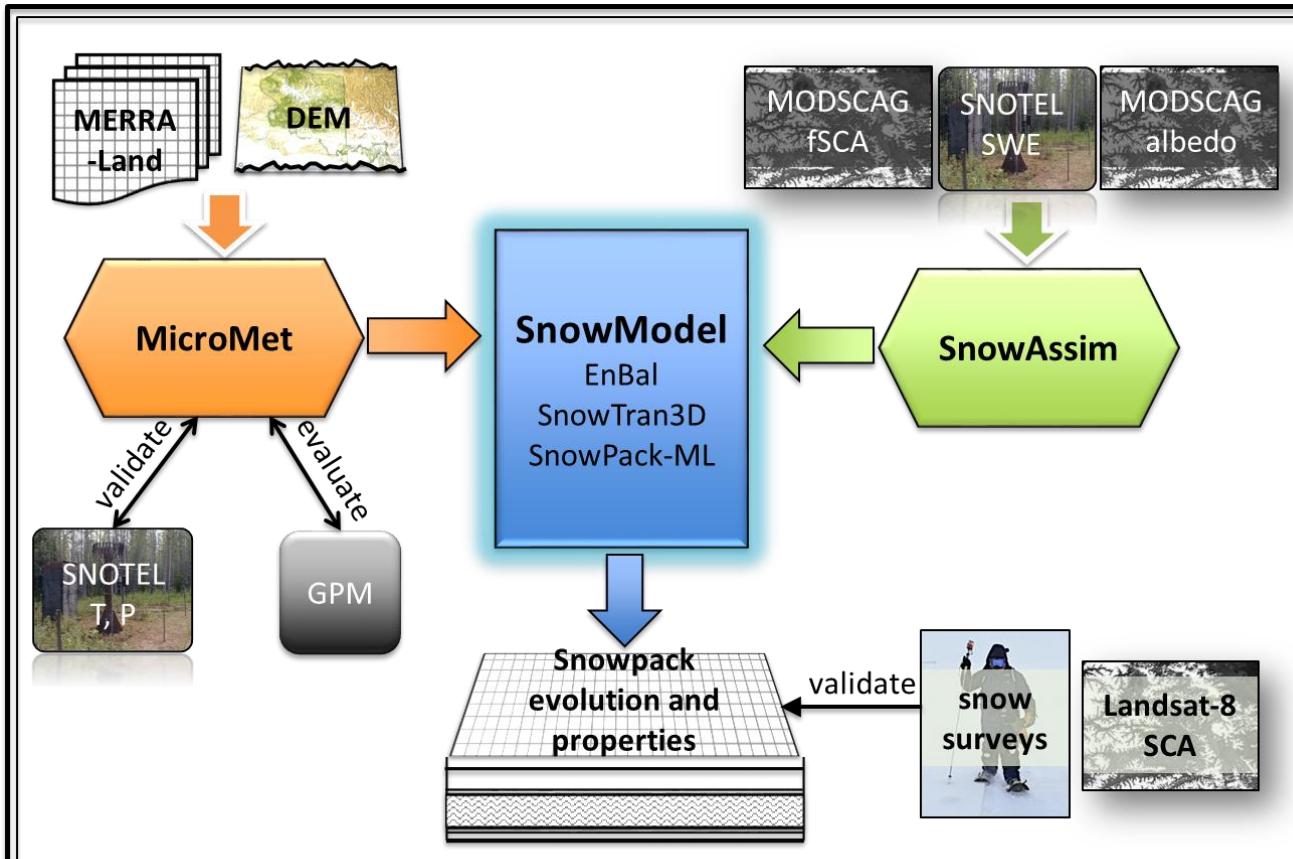 MERRA
-Land
DEM
MODSCAG
fSCA
SNOTEL
SWE
MODSCAG
albedo
MicroMet
SnowModel
EnBal
SnowTran3D
SnowPack-ML
SnowAssim
validate
evaluate
SNOTEL
T, P
GPM
Snowpack
evolution and
properties
validate
snow
surveys
Landsat-8
SCA